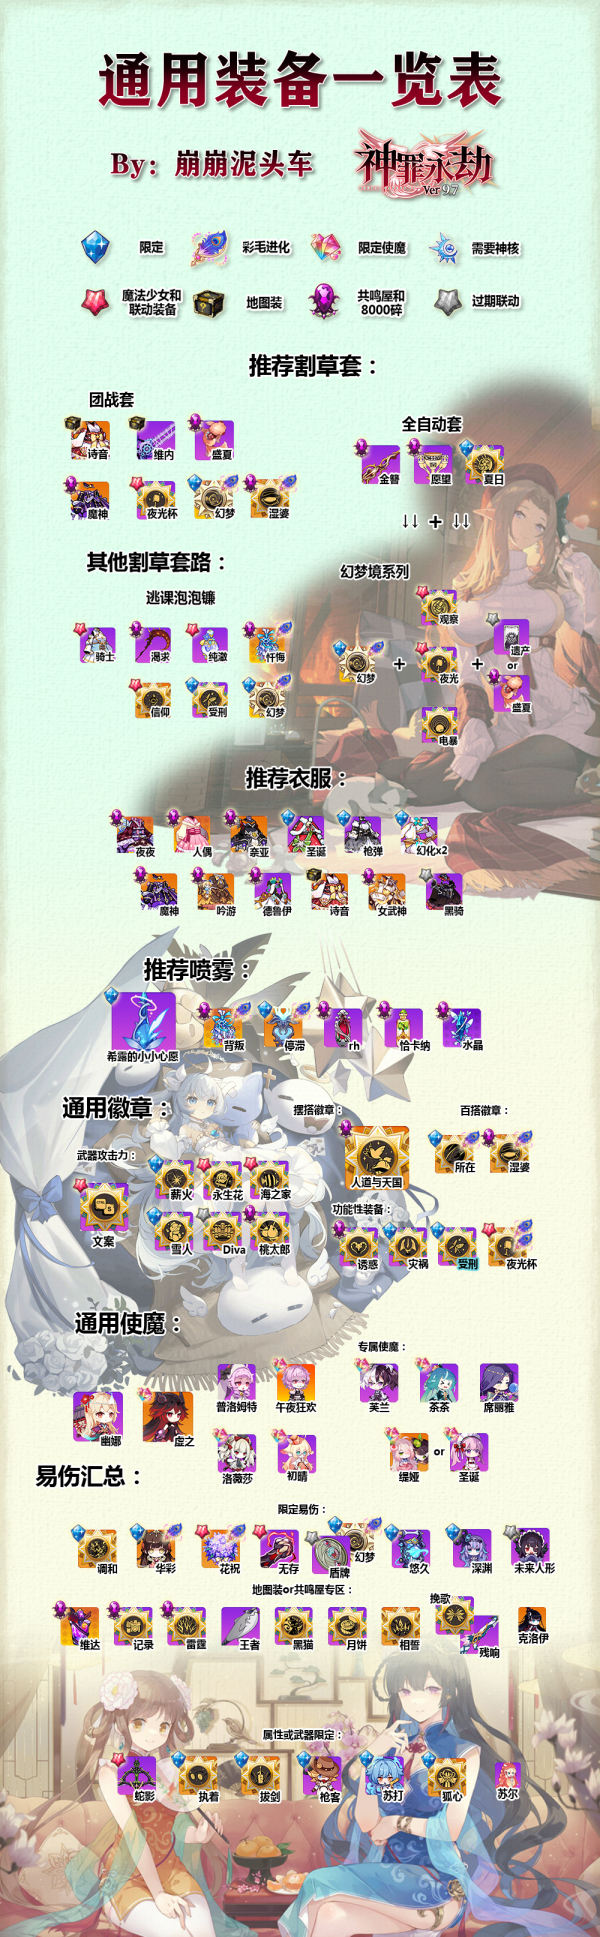 通用装备一览表
By：崩崩泥头车
神罪永劫
Ver 9.7
限定 彩毛进化 限定使魔 需要神核
魔法少女和
联动装备
地图装
共鸣屋和
8000碎
过期联动
推荐割草套：
团战套
诗音 维内 盛夏
魔神 夜光杯 幻梦 湿婆
全自动套
金簪 愿望 夏日
↓↓ + ↓↓
其他割草套路：
逃课泡泡镰
骑士 渴求 纯澈 忏悔
信仰 受刑 幻梦
幻梦境系列
观察
幻梦 + 夜光 + 遗产
or
盛夏
电暴
推荐衣服：
夜夜 人偶 奈亚 圣诞 枪弹 幻化x2
魔神 吟游 德鲁伊 诗音 女武神 黑骑
推荐喷雾：
希露的小小心愿 背叛 停滞 rh 恰卡纳 水晶
通用徽章：
武器攻击力：
文案
薪火 永生花 海之家
雪人 Diva 桃太郎
摆搭徽章：
人道与天国
百搭徽章：
所在 湿婆
功能性装备：
诱惑 灾祸 受刑 夜光杯
通用使魔：
幽娜 虚之
普洛姆特 午夜狂欢
洛薇莎 初晴
专属使魔：
芙兰 茶茶 席丽雅
缇娅 or 圣诞
易伤汇总：
限定易伤：
调和 华彩 花祝 无存 盾牌 幻梦 悠久 深渊 未来人形
地图装or共鸣屋专区：
维达 记录 雷霆 王者 黑猫 月饼 相誓 挽歌 残响 克洛伊
属性或武器限定：
蛇影 执着 拔剑 枪客 苏打 狐心 苏尔